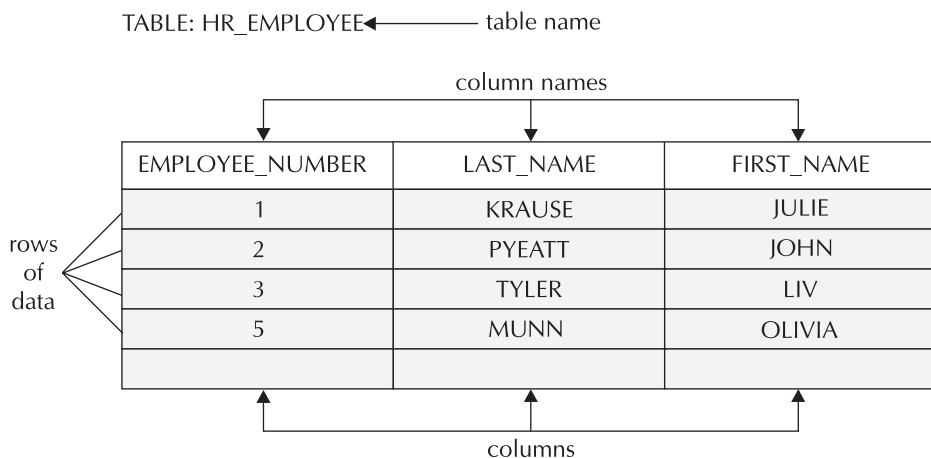 TABLE: HR_EMPLOYEE table name
column names
EMPLOYEE_NUMBER LAST_NAME FIRST_NAME
1 KRAUSE JULIE
2 PYEATT JOHN
3 TYLER LIV
5 MUNN OLIVIA
rows
of
data
columns